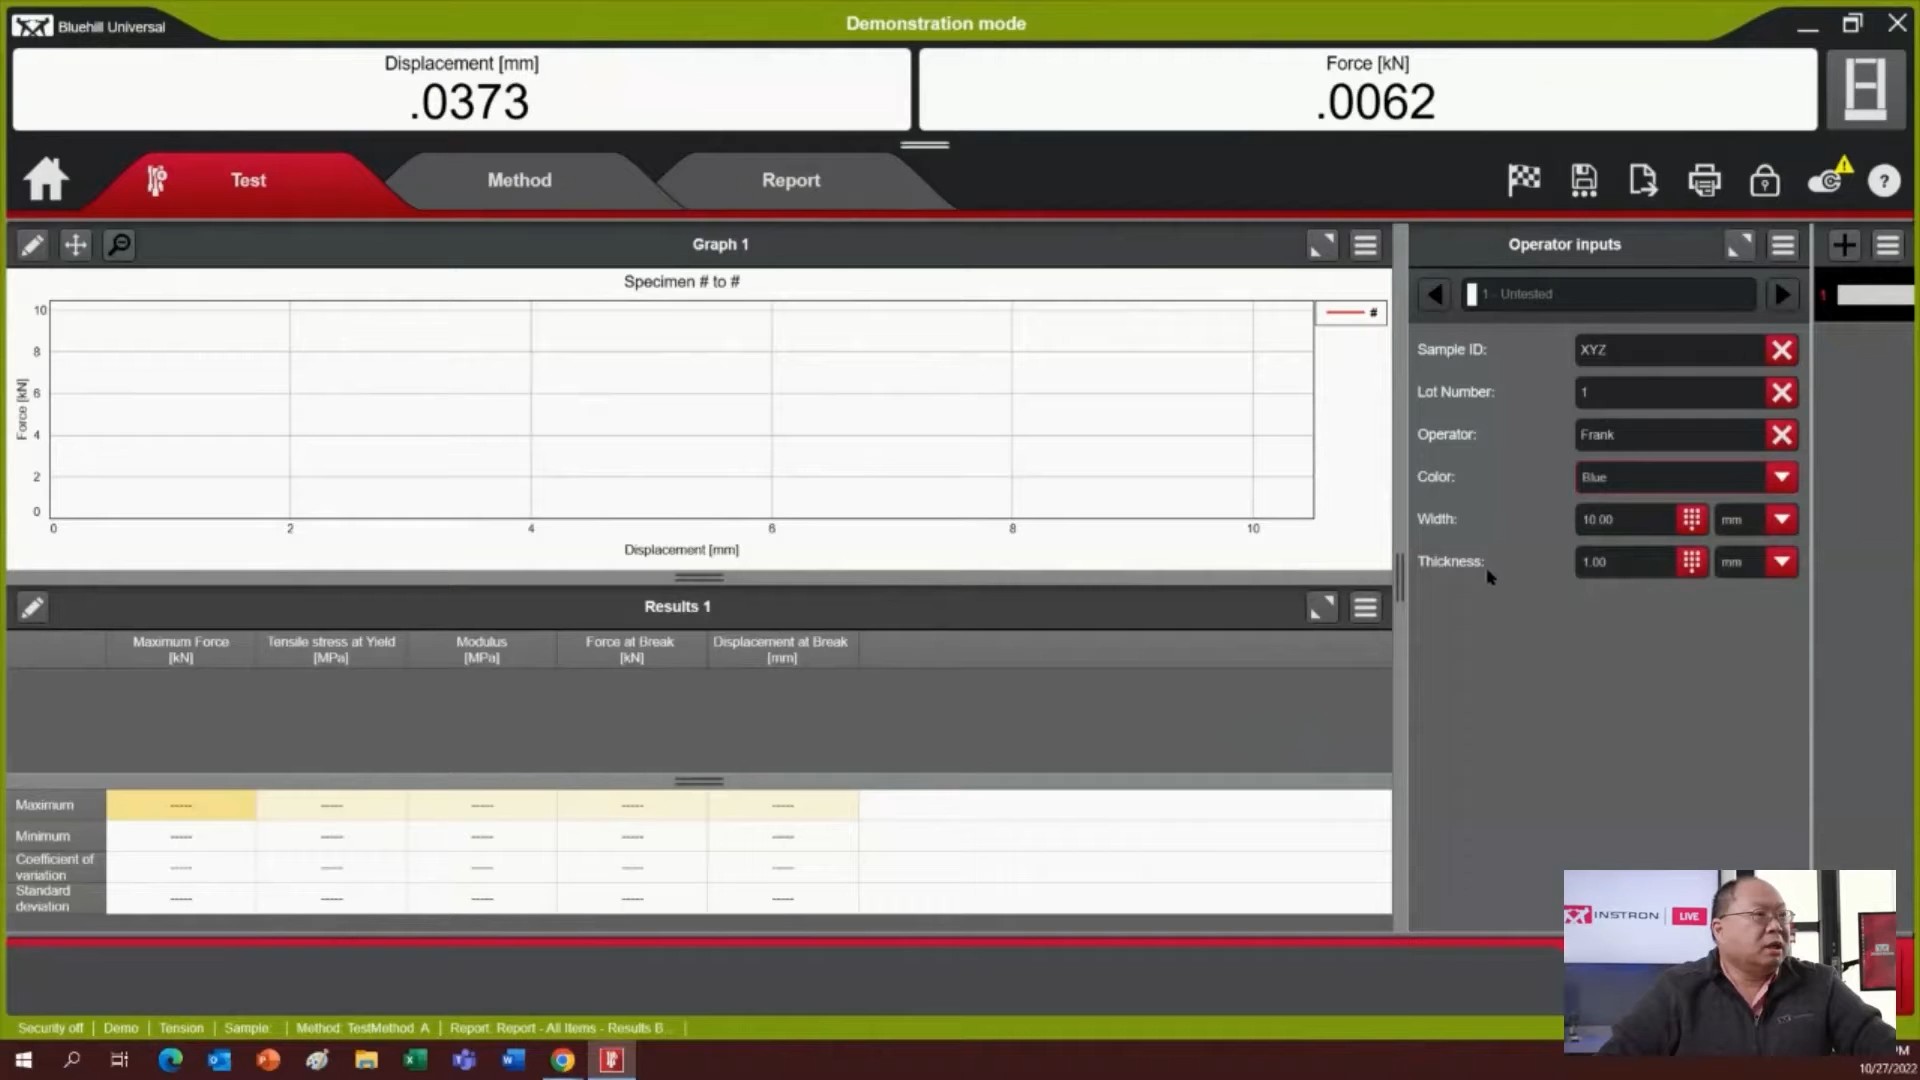 Bluehill Universal
Demonstration mode
Displacement [mm]
.0373
Force [kN]
.0062
Test
Method
Report
?
Graph 1
Specimen # to #
#
10
8
6
4
2
0
Force [kN]
0 2 4 6 8 10
Displacement [mm]
Operator inputs
1 - Untested
1
Sample ID: XYZ
Lot Number: 1
Operator: Frank
Color: Blue
Width: 10.00 mm
Thickness: 1.00 mm
Results 1
Maximum Force [kN]
Tensile stress at Yield [MPa]
Modulus [MPa]
Force at Break [kN]
Displacement at Break [mm]
Maximum ----- ----- ----- ----- -----
Minimum ----- ----- ----- ----- -----
Coefficient of variation ----- ----- ----- ----- -----
Standard deviation ----- ----- ----- ----- -----
INSTRON | LIVE
Security off | Demo | Tension | Sample: | Method: TestMethod A | Report: Report - All Items - Results B... |
10/27/2022